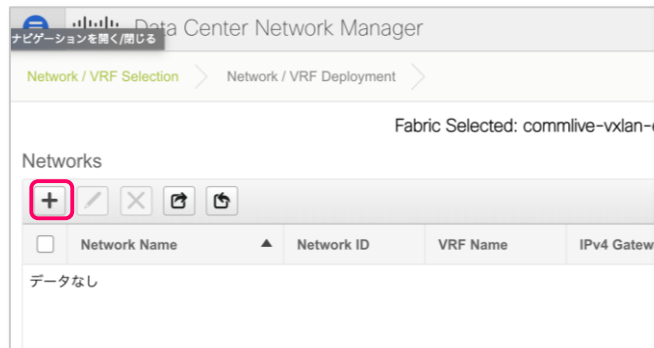 Data Center Network Manager
ナビゲーションを開く/閉じる
Network / VRF Selection Network / VRF Deployment
Fabric Selected: commlive-vxlan-
Networks
Network Name Network ID VRF Name IPv4 Gatew
データなし